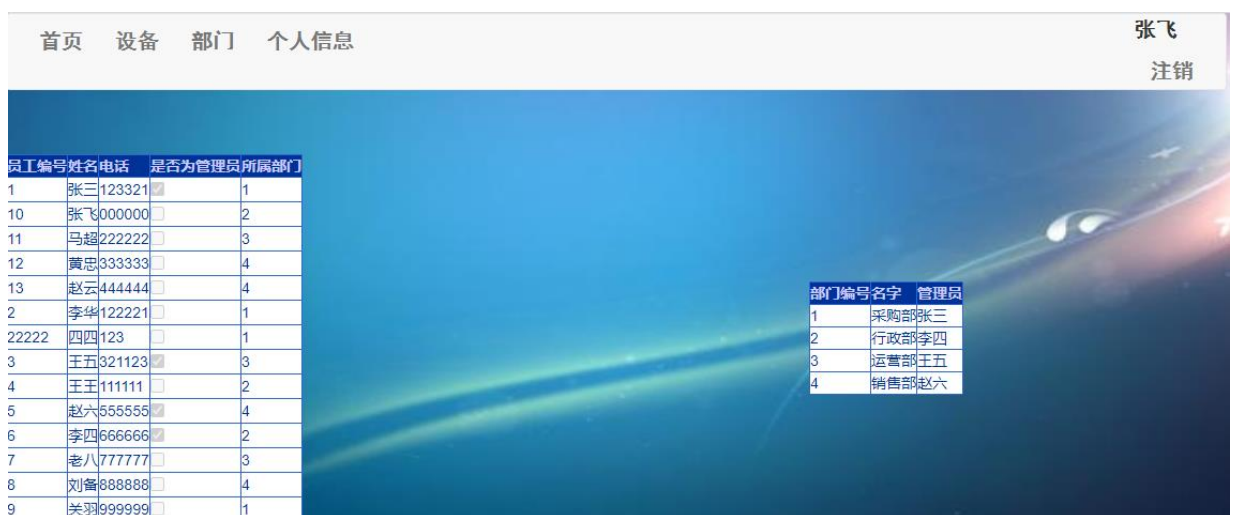 首页 设备 部门 个人信息
张飞
注销
员工编号 姓名 电话 是否为管理员 所属部门
1 张三 123321 1
10 张飞 000000 2
11 马超 222222 3
12 黄忠 333333 4
13 赵云 444444 4
2 李华 122221 1
22222 四四 123 1
3 王五 321123 3
4 王王 111111 2
5 赵六 555555 4
6 李四 666666 2
7 老八 777777 3
8 刘备 888888 4
9 关羽 999999 1
部门编号 名字 管理员
1 采购部 张三
2 行政部 李四
3 运营部 王五
4 销售部 赵六